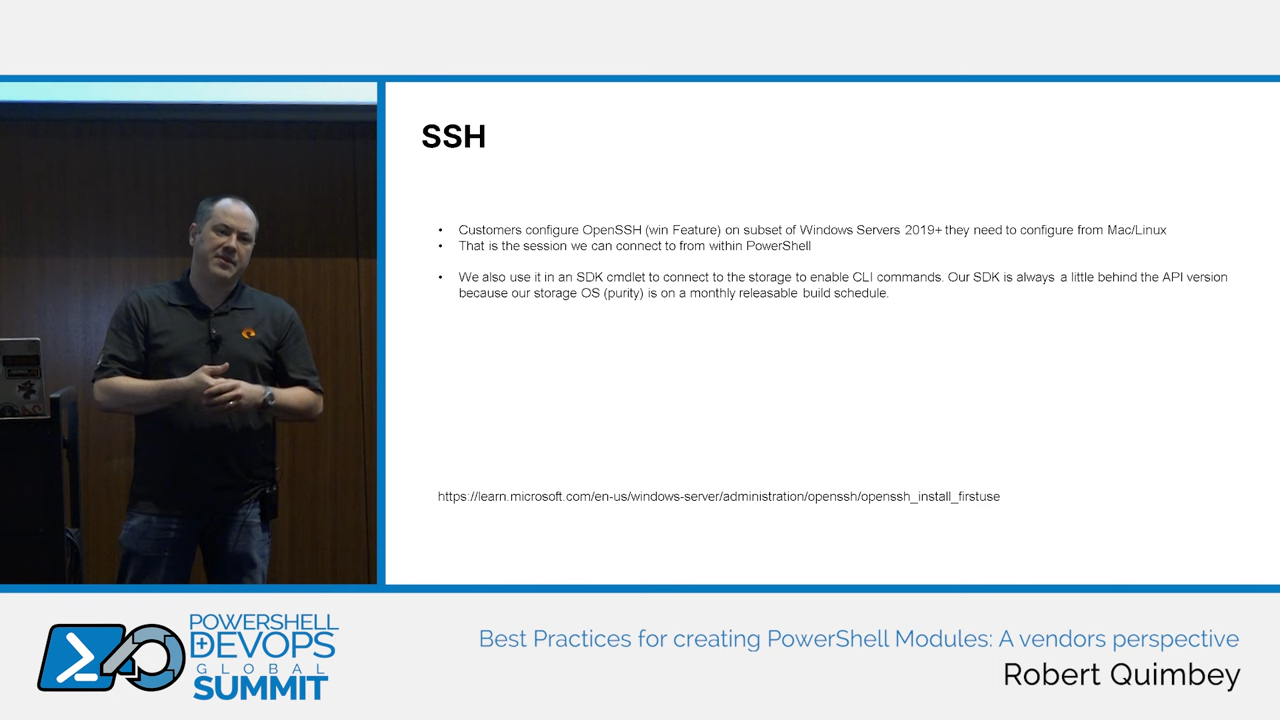 SSH
• Customers configure OpenSSH (win Feature) on subset of Windows Servers 2019+ they need to configure from Mac/Linux
• That is the session we can connect to from within PowerShell
• We also use it in an SDK cmdlet to connect to the storage to enable CLI commands. Our SDK is always a little behind the API version
because our storage OS (purity) is on a monthly releasable build schedule.
https://learn.microsoft.com/en-us/windows-server/administration/openssh/openssh_install_firstuse
POWERSHELL
+DEVOPS
GLOBAL
SUMMIT
Best Practices for creating PowerShell Modules: A vendors perspective
Robert Quimbey